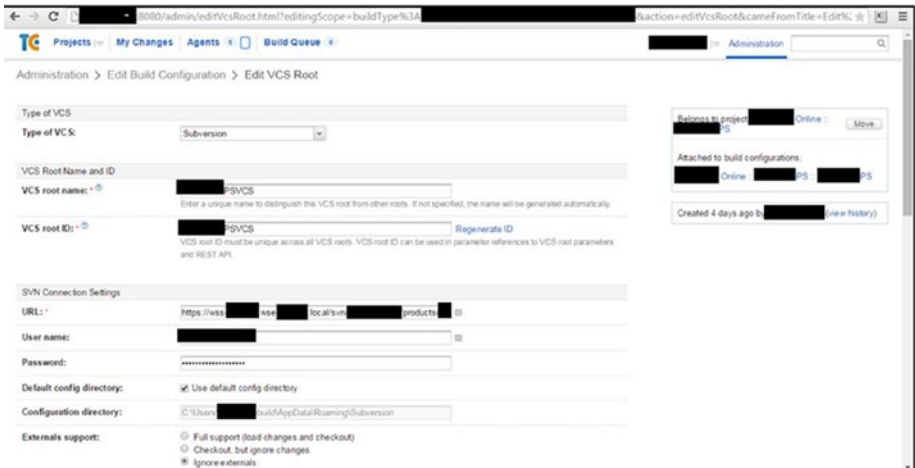 :8080/admin/editVcsRoot.html?editingScope=buildType%3A &action=editVcsRoot&cameFromTitle=Edit%
TC Projects My Changes Agents Build Queue Administration
Administration > Edit Build Configuration > Edit VCS Root
Type of VCS
Type of VCS: Subversion
VCS Root Name and ID
VCS root name: * PSVCS
Enter a unique name to distinguish this VCS root from other roots. If not specified, the name will be generated automatically.
VCS root ID: * PSVCS Regenerate ID
VCS root ID must be unique across all VCS roots. VCS root ID can be used in parameter references to VCS root parameters
and REST API.
SVN Connection Settings
URL: * https://wss- wse .local/svn/ products-
User name:
Password:
Default config directory: Use default config directory
Configuration directory: C:\Users\ build\AppData\Roaming\Subversion
Externals support: Full support (load changes and checkout)
Checkout, but ignore changes
Ignore externals
Belongs to project Online ::
PS Move
Attached to build configurations:
Online : PS : PS
Created 4 days ago by (view history)